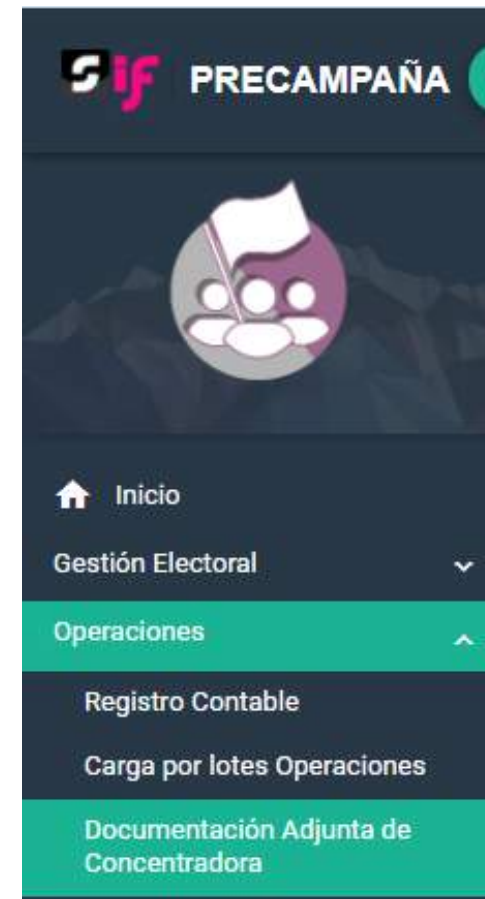 Sif PRECAMPAÑA
Inicio
Gestión Electoral
Operaciones
Registro Contable
Carga por lotes Operaciones
Documentación Adjunta de
Concentradora